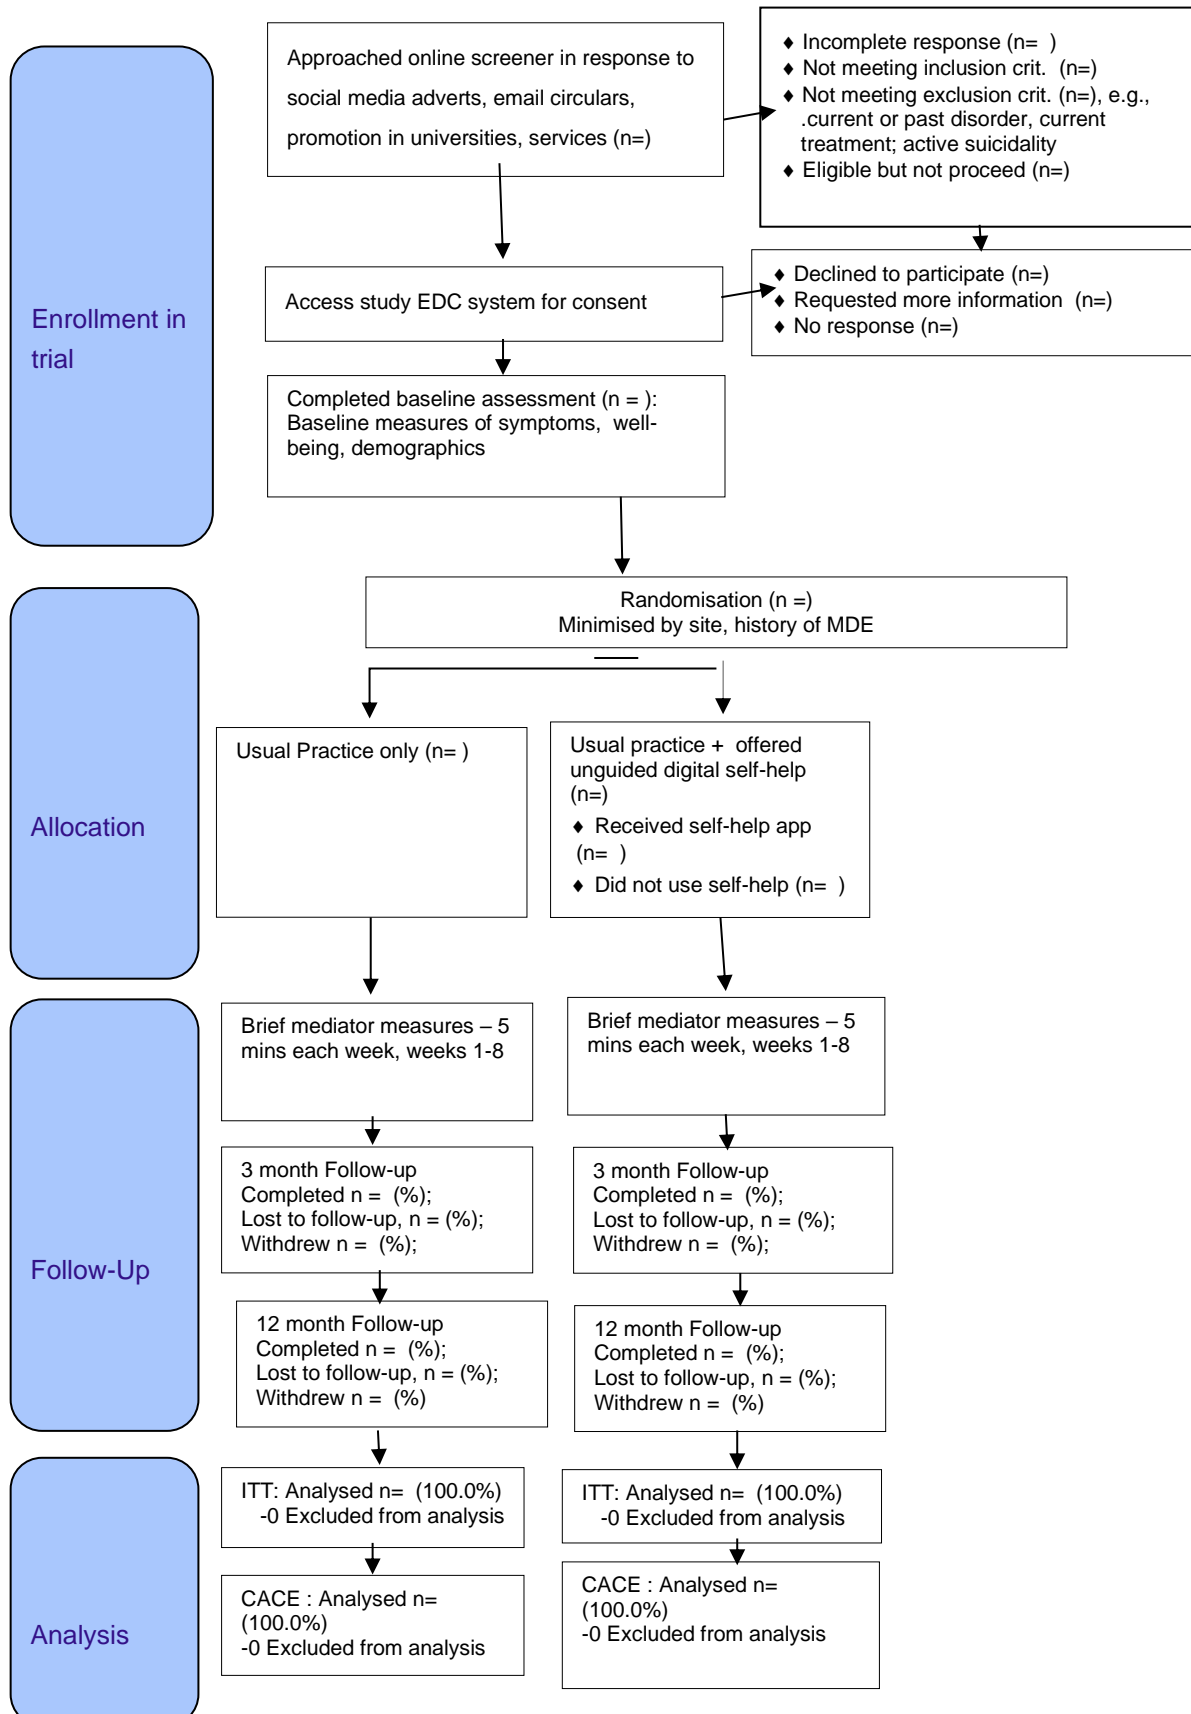 Approached online screener in response to
social media adverts, email circulars,
promotion in universities, services (n=)
♦ Incomplete response (n=  )
♦ Not meeting inclusion crit.  (n=)
♦ Not meeting exclusion crit. (n=), e.g.,
.current or past disorder, current
treatment; active suicidality
♦ Eligible but not proceed (n=)
Enrollment in
trial
Access study EDC system for consent
♦ Declined to participate (n=)
♦ Requested more information  (n=)
♦ No response (n=)
Completed baseline assessment (n = ):
Baseline measures of symptoms,  well-
being, demographics
Randomisation (n =)
Minimised by site, history of MDE
Allocation
Usual Practice only (n= )
Usual practice +  offered
unguided digital self-help
(n=)
♦ Received self-help app
(n=  )
♦ Did not use self-help (n=  )
Follow-Up
Brief mediator measures – 5
mins each week, weeks 1-8
Brief mediator measures – 5
mins each week, weeks 1-8
3 month Follow-up
Completed n =  (%);
Lost to follow-up, n = (%);
Withdrew n =  (%);
3 month Follow-up
Completed n =  (%);
Lost to follow-up, n = (%);
Withdrew n =  (%);
12 month Follow-up
Completed n =  (%);
Lost to follow-up, n = (%);
Withdrew n =  (%)
12 month Follow-up
Completed n =  (%);
Lost to follow-up, n = (%);
Withdrew n =  (%)
Analysis
ITT: Analysed n=  (100.0%)
-0 Excluded from analysis
ITT: Analysed n=  (100.0%)
-0 Excluded from analysis
CACE : Analysed n=
(100.0%)
-0 Excluded from analysis
CACE : Analysed n=
(100.0%)
-0 Excluded from analysis